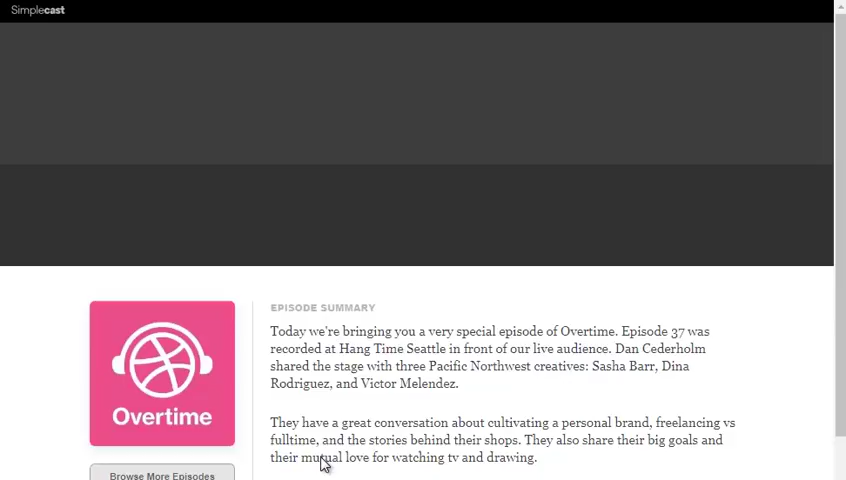 Simplecast
EPISODE SUMMARY
Today we're bringing you a very special episode of Overtime. Episode 37 was
recorded at Hang Time Seattle in front of our live audience. Dan Cederholm
shared the stage with three Pacific Northwest creatives: Sasha Barr, Dina
Rodriguez, and Victor Melendez.
They have a great conversation about cultivating a personal brand, freelancing vs
fulltime, and the stories behind their shops. They also share their big goals and
their mutual love for watching tv and drawing.
Overtime
Browse More Episodes